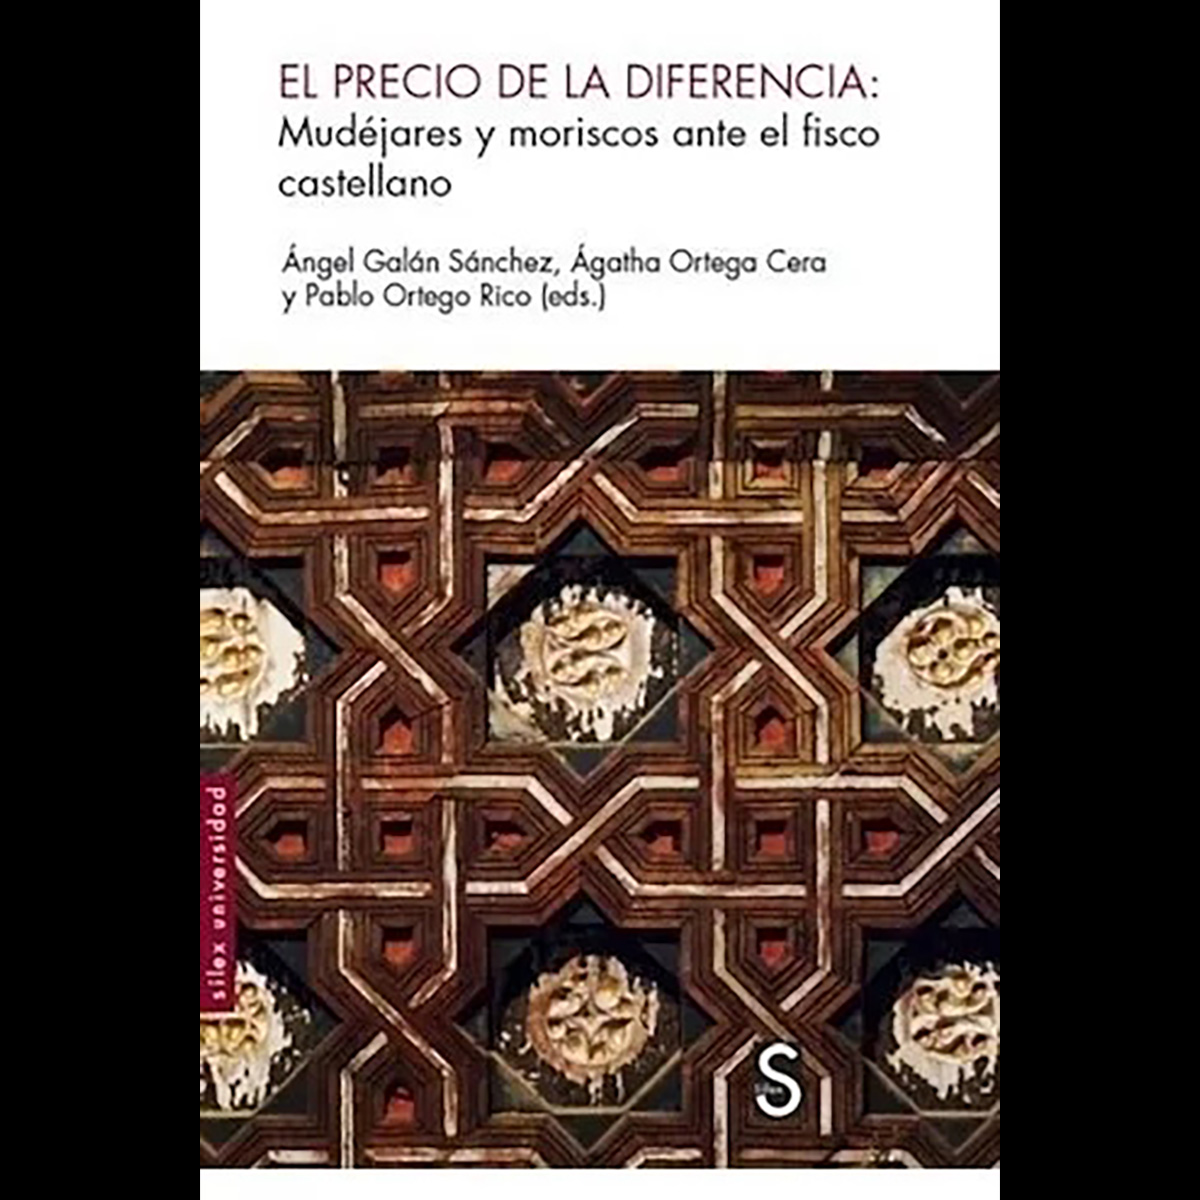 EL PRECIO DE LA DIFERENCIA:
Mudéjares y moriscos ante el fisco
castellano
Ángel Galán Sánchez, Ágatha Ortega Cera
y Pablo Ortego Rico (eds.)
sílex universidad
S
sílex